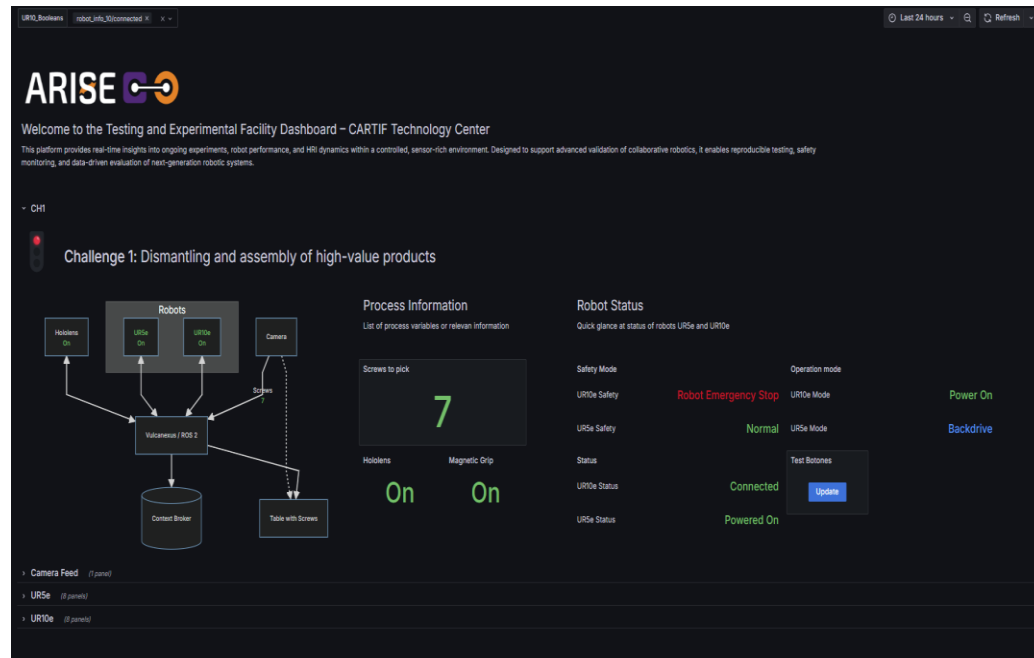 UR10_Booleans robot_info_10/connected × × Last 24 hours Refresh
ARISE
Welcome to the Testing and Experimental Facility Dashboard – CARTIF Technology Center
This platform provides real-time insights into ongoing experiments, robot performance, and HRI dynamics within a controlled, sensor-rich environment. Designed to support advanced validation of collaborative robotics, it enables reproducible testing, safety
monitoring, and data-driven evaluation of next-generation robotic systems.
CH1
Challenge 1: Dismantling and assembly of high-value products
Robots
Hololens
On
UR5e
On
UR10e
On
Camera
Screws
7
Vulcanexus / ROS 2
Context Broker
Table with Screws
Process Information
List of process variables or relevan information
Screws to pick
7
Hololens
On
Magnetic Grip
On
Robot Status
Quick glance at status of robots UR5e and UR10e
Safety Mode
UR10e Safety Robot Emergency Stop
UR5e Safety Normal
Operation mode
UR10e Mode Power On
UR5e Mode Backdrive
Status
UR10e Status Connected
UR5e Status Powered On
Test Botones
Update
Camera Feed (1 panel)
UR5e (8 panels)
UR10e (8 panels)